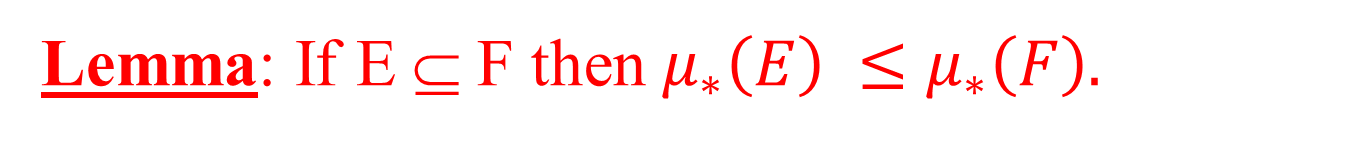 Lemma: If E ⊆ F then μ∗(E) ≤ μ∗(F).